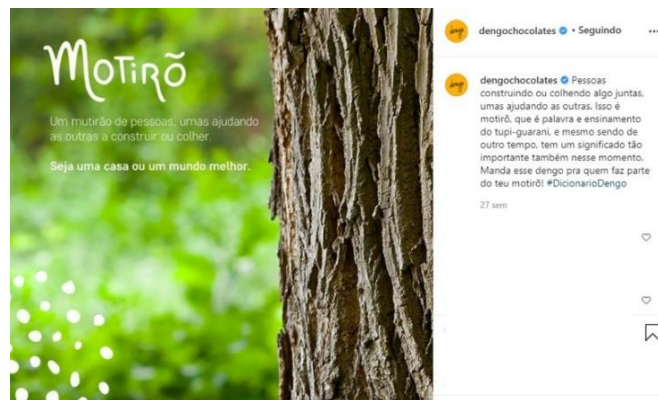 MOTIRÕ
Um mutirão de pessoas, umas ajudando
as outras a construir ou colher.
Seja uma casa ou um mundo melhor.
dengo
dengochocolates • Seguindo
dengo
dengochocolates Pessoas
construindo ou colhendo algo juntas,
umas ajudando as outras. Isso é
motirõ, que é palavra e ensinamento
do tupi-guarani, e mesmo sendo de
outro tempo, tem um significado tão
importante também nesse momento.
Manda esse dengo pra quem faz parte
do teu motirõ! #DicionarioDengo
27 sem